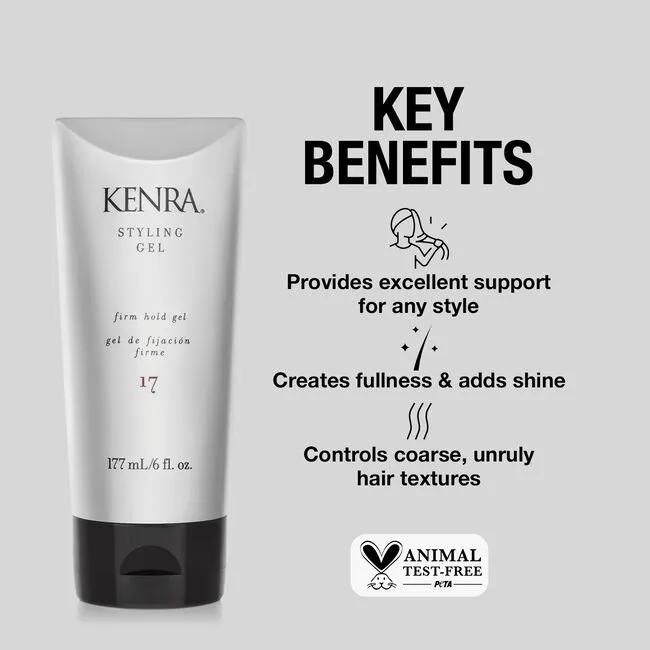 KENRA®
STYLING
GEL
firm hold gel
gel de fijación
firme
17
177 mL/6 fl. oz.
KEY
BENEFITS
Provides excellent support
for any style
Creates fullness & adds shine
Controls coarse, unruly
hair textures
ANIMAL
TEST-FREE
PETA